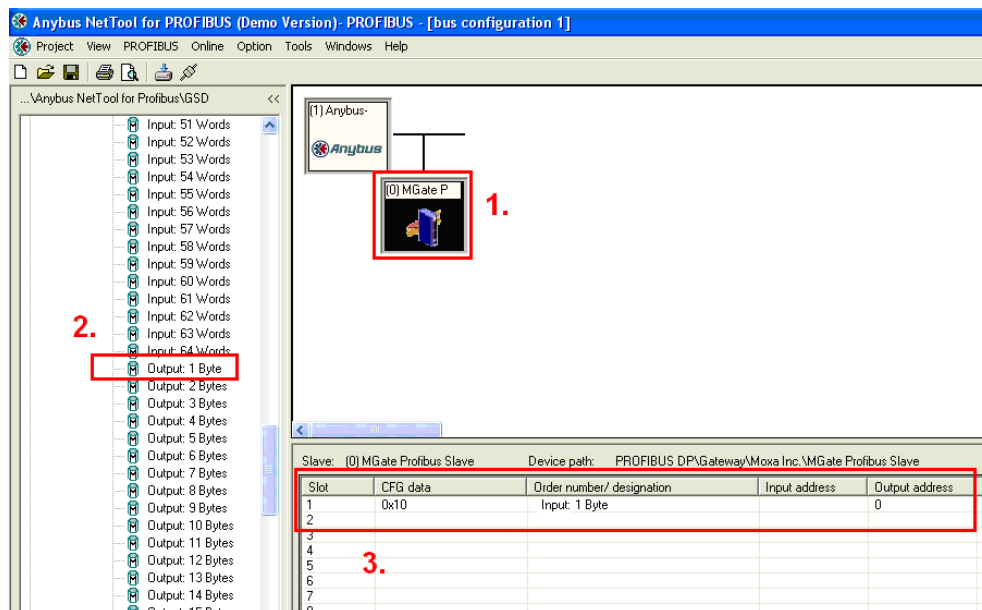 Anybus NetTool for PROFIBUS (Demo Version)- PROFIBUS - [bus configuration 1]
Project View PROFIBUS Online Option Tools Windows Help
...\Anybus NetTool for Profibus\GSD <<
Input: 51 Words
Input: 52 Words
Input: 53 Words
Input: 54 Words
Input: 55 Words
Input: 56 Words
Input: 57 Words
Input: 58 Words
Input: 59 Words
Input: 60 Words
Input: 61 Words
Input: 62 Words
Input: 63 Words
Input: 64 Words
Output: 1 Byte
Output: 2 Bytes
Output: 3 Bytes
Output: 4 Bytes
Output: 5 Bytes
Output: 6 Bytes
Output: 7 Bytes
Output: 8 Bytes
Output: 9 Bytes
Output: 10 Bytes
Output: 11 Bytes
Output: 12 Bytes
Output: 13 Bytes
Output: 14 Bytes
2.
(1) Anybus-
Anybus
(0) MGate P
1.
Slave: (0) MGate Profibus Slave Device path: PROFIBUS DP\Gateway\Moxa Inc.\MGate Profibus Slave
Slot CFG data Order number/ designation Input address Output address
1 0x10 Input: 1 Byte 0
2
3
4
5
6
7
3.